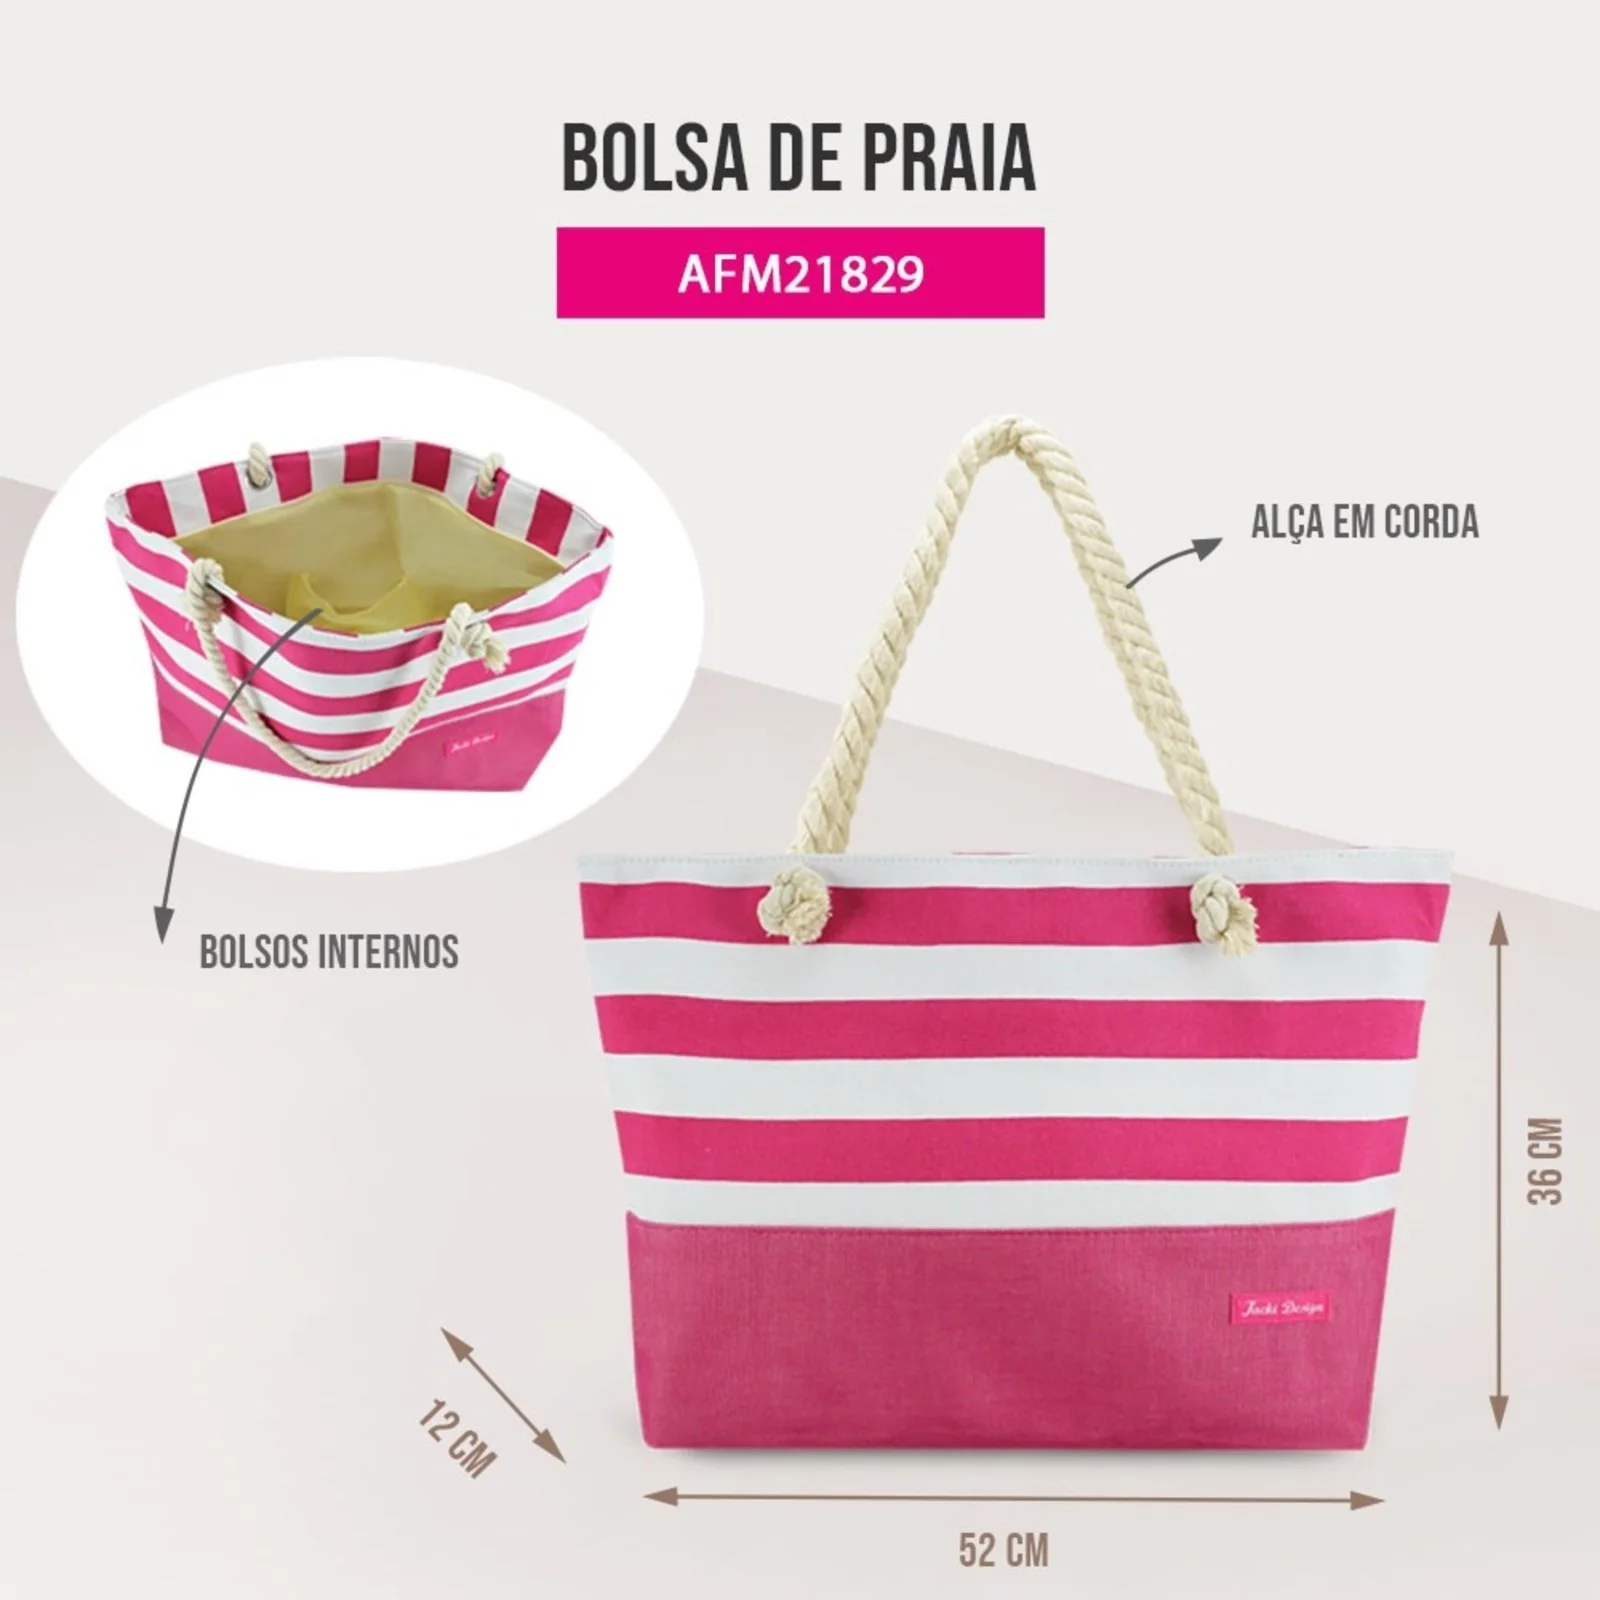 BOLSA DE PRAIA
AFM21829
ALÇA EM CORDA
Jacki Design
BOLSOS INTERNOS
36 CM
Jacki Design
12 CM
52 CM